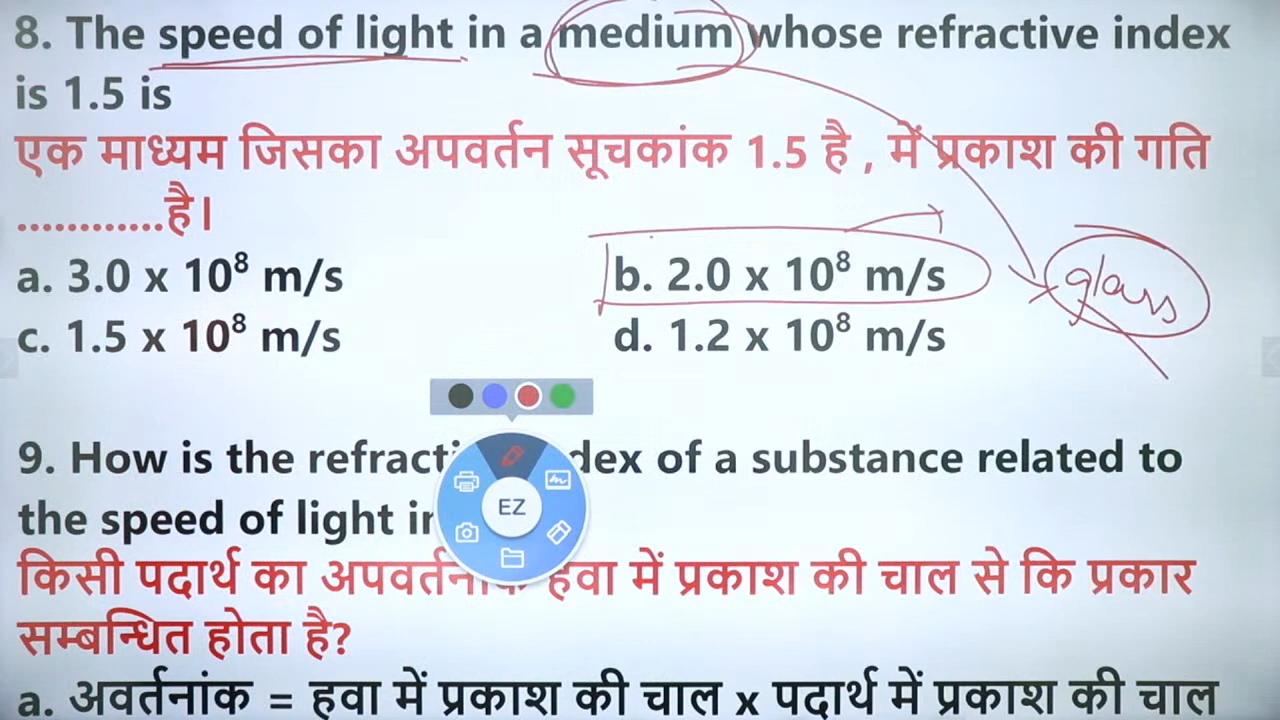 8. The speed of light in a medium whose refractive index
is 1.5 is
एक माध्यम जिसका अपवर्तन सूचकांक 1.5 है , में प्रकाश की गति
............है।
a. 3.0 x 10⁸ m/s
b. 2.0 x 10⁸ m/s
glass
c. 1.5 x 10⁸ m/s
d. 1.2 x 10⁸ m/s
9. How is the refracti dex of a substance related to
EZ
the speed of light in
किसी पदार्थ का अपवर्तनां हवा में प्रकाश की चाल से कि प्रकार
सम्बन्धित होता है?
a. अवर्तनांक = हवा में प्रकाश की चाल x पदार्थ में प्रकाश की चाल